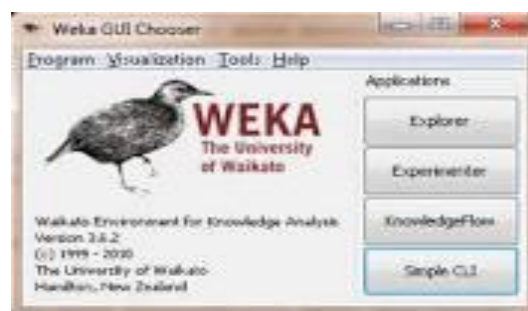 Weka GUI Chooser
Program Visualization Tools Help
Applications
WEKA
The University
of Waikato
Explorer
Experimenter
KnowledgeFlow
Simple CLI
Waikato Environment for Knowledge Analysis
Version 3.6.2
(c) 1999 - 2010
The University of Waikato
Hamilton, New Zealand